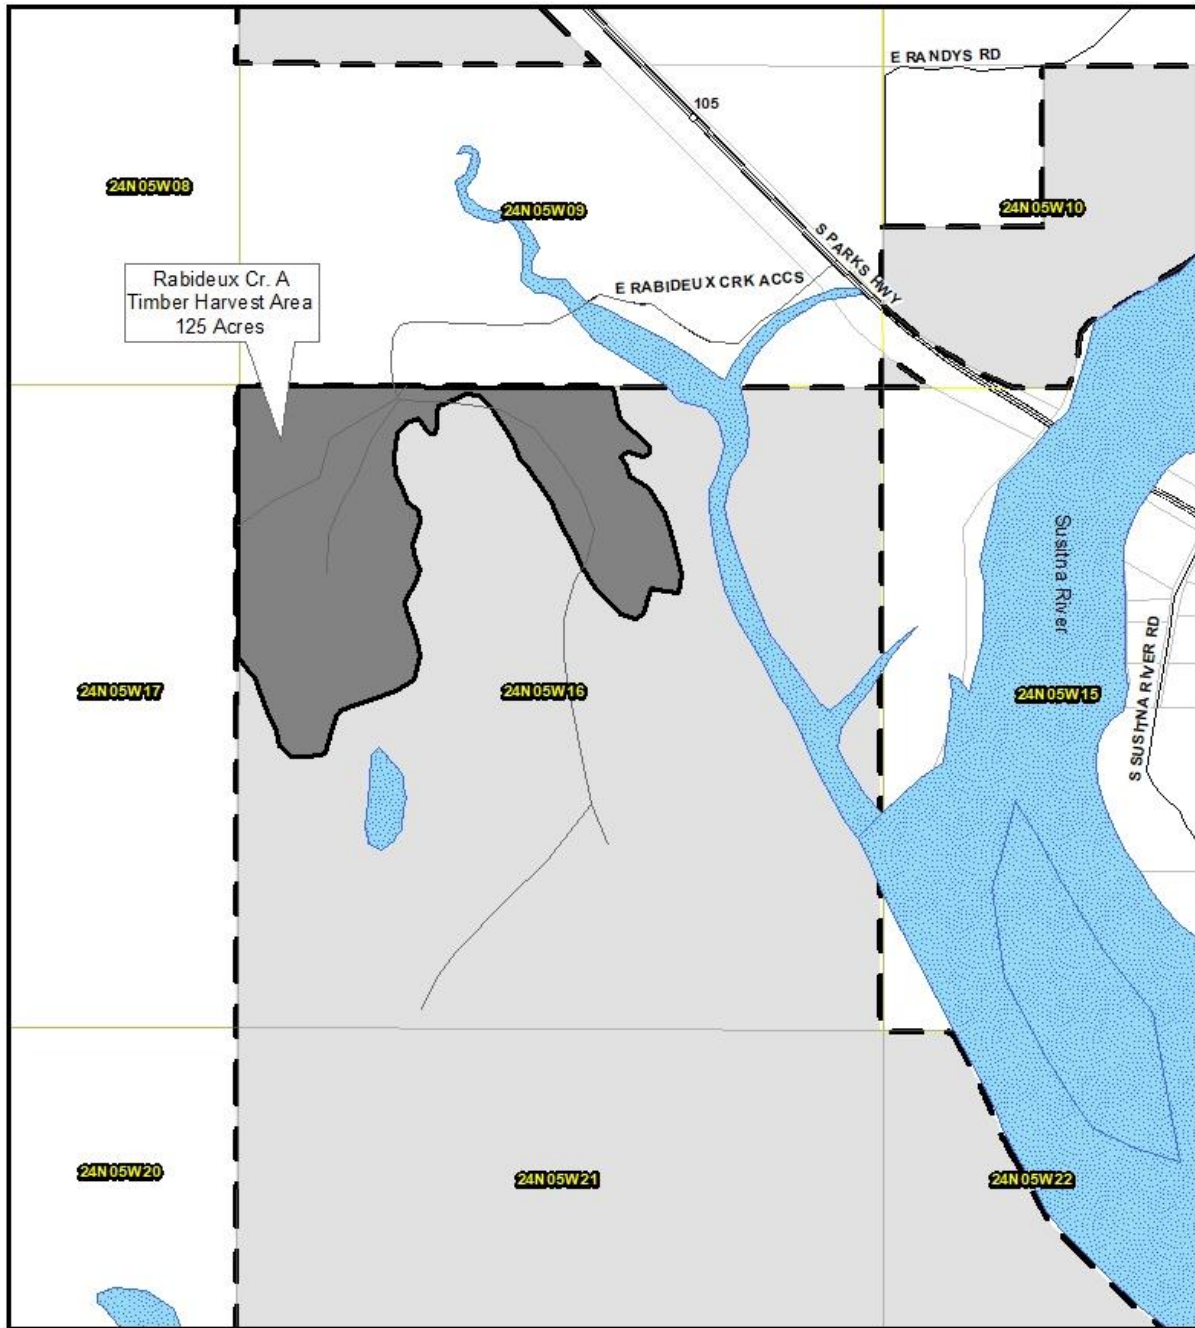 E RANDYS RD
105
24N05W08
24N05W09
24N05W10
S PARKS HWY
Rabideux Cr. A
Timber Harvest Area
125 Acres
E RABIDEUX CRK ACCS
Susitna River
S SUSITNA RIVER RD
24N05W17
24N05W16
24N05W15
24N05W20
24N05W21
24N05W22